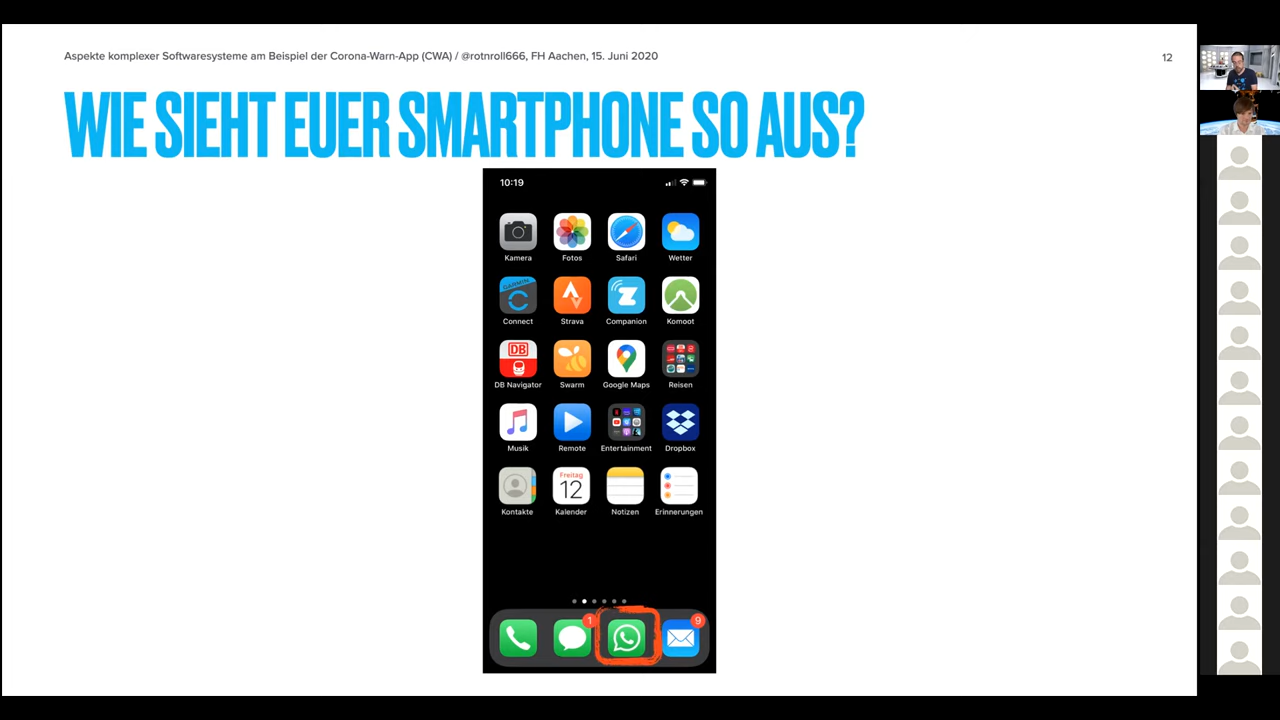 Aspekte komplexer Softwaresysteme am Beispiel der Corona-Warn-App (CWA) / @rotnroll666, FH Aachen, 15. Juni 2020
12
WIE SIEHT EUER SMARTPHONE SO AUS?
10:19
Kamera Fotos Safari Wetter
GARMIN
Connect Strava Companion Komoot
DB
DB Navigator Swarm Google Maps Reisen
Musik Remote Entertainment Dropbox
Freitag
12
Kontakte Kalender Notizen Erinnerungen
1 9